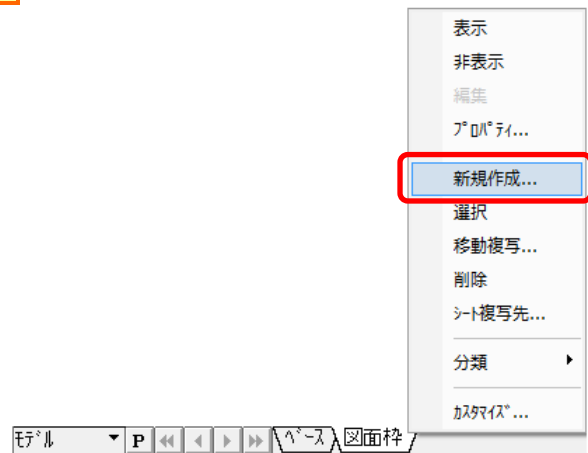 表示
非表示
編集
ﾌﾟﾛﾊﾟﾃｨ...
新規作成...
選択
移動複写...
削除
ｼｰﾄ複写先...
分類
ｶｽﾀﾏｲｽﾞ...
ﾓﾃﾞﾙ P ﾍﾞｰｽ 図面枠